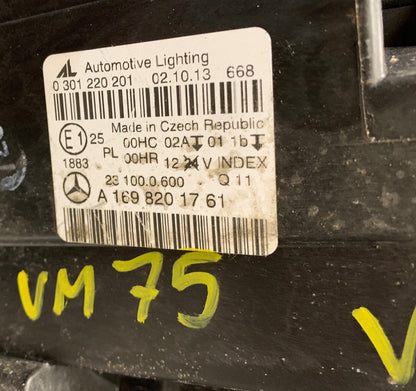 AL Automotive Lighting
0 301 220 201 02.10.13 668
Made in Czech Republic
E1 25 00HC 02A 01 1b
1883 PL 00HR 12 24 V INDEX
23 100.0.600 Q 11
A 169 820 17 61
VM 75
V